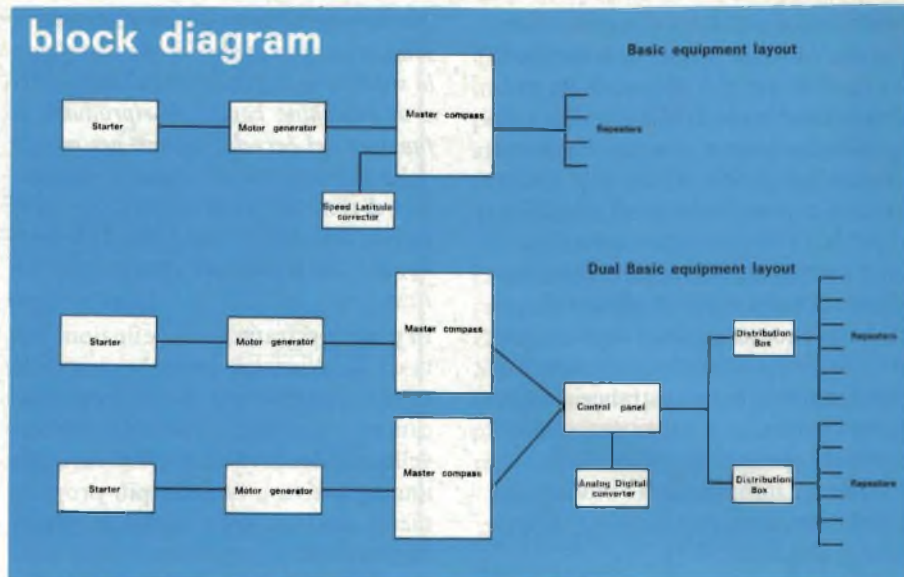 block diagram
Basic equipment layout
Starter
Motor generator
Master compass
Repeaters
Speed Latitude
corrector
Dual Basic equipment layout
Starter
Motor generator
Master compass
Control panel
Analog Digital
converter
Distribution
Box
Repeaters
Starter
Motor generator
Master compass
Distribution
Box
Repeaters